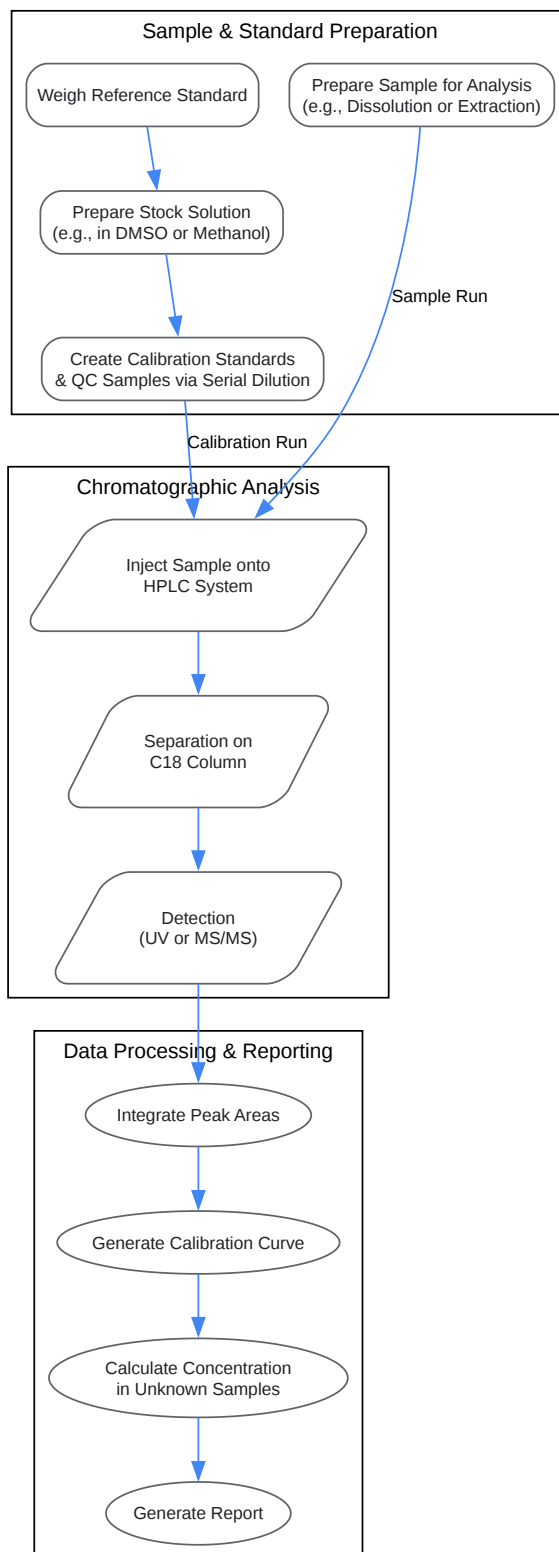 Sample & Standard Preparation
Weigh Reference Standard
Prepare Sample for Analysis
(e.g., Dissolution or Extraction)
Prepare Stock Solution
(e.g., in DMSO or Methanol)
Sample Run
Create Calibration Standards
& QC Samples via Serial Dilution
Calibration Run
Chromatographic Analysis
Inject Sample onto
HPLC System
Separation on
C18 Column
Detection
(UV or MS/MS)
Data Processing & Reporting
Integrate Peak Areas
Generate Calibration Curve
Calculate Concentration
in Unknown Samples
Generate Report